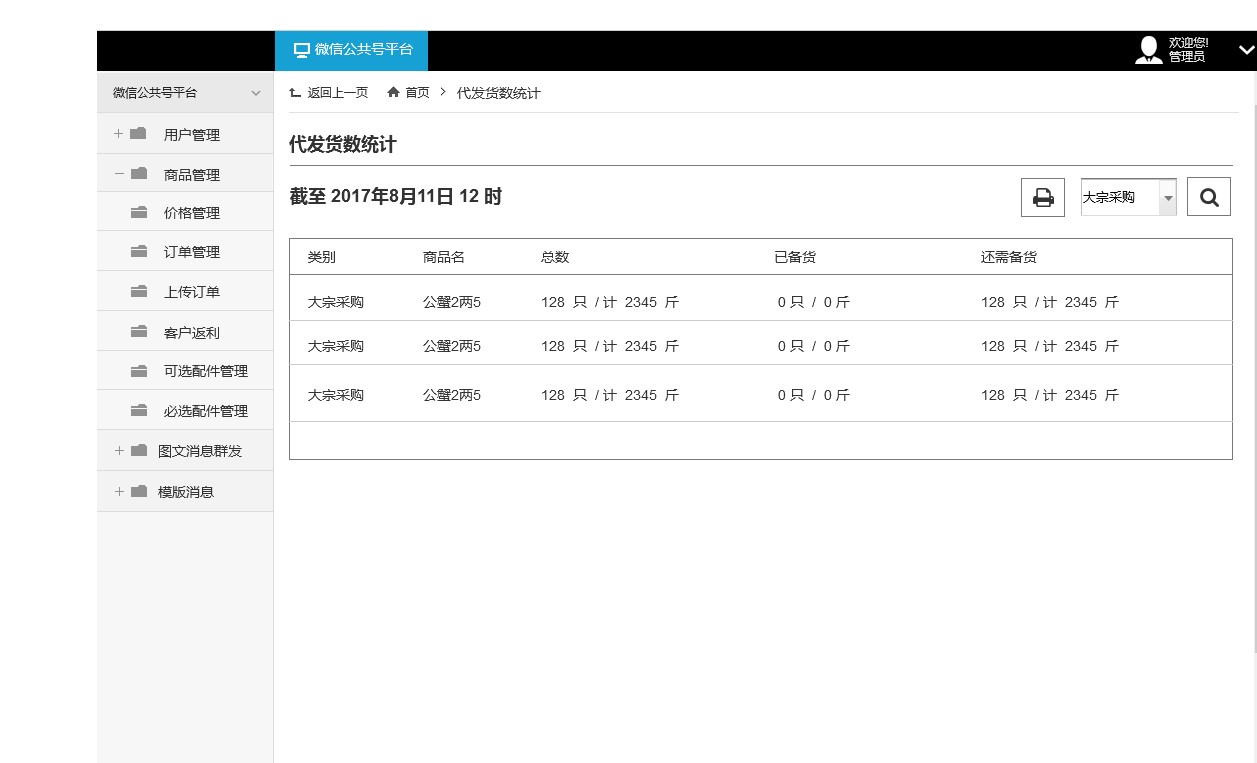 微信公共号平台
欢迎您!
管理员
微信公共号平台
用户管理
商品管理
价格管理
订单管理
上传订单
客户返利
可选配件管理
必选配件管理
图文消息群发
模版消息
返回上一页 首页 > 代发货数统计
代发货数统计
截至 2017年8月11日 12 时
大宗采购
类别 商品名 总数 已备货 还需备货
大宗采购 公蟹2两5 128 只 / 计 2345 斤 0 只 / 0 斤 128 只 / 计 2345 斤
大宗采购 公蟹2两5 128 只 / 计 2345 斤 0 只 / 0 斤 128 只 / 计 2345 斤
大宗采购 公蟹2两5 128 只 / 计 2345 斤 0 只 / 0 斤 128 只 / 计 2345 斤